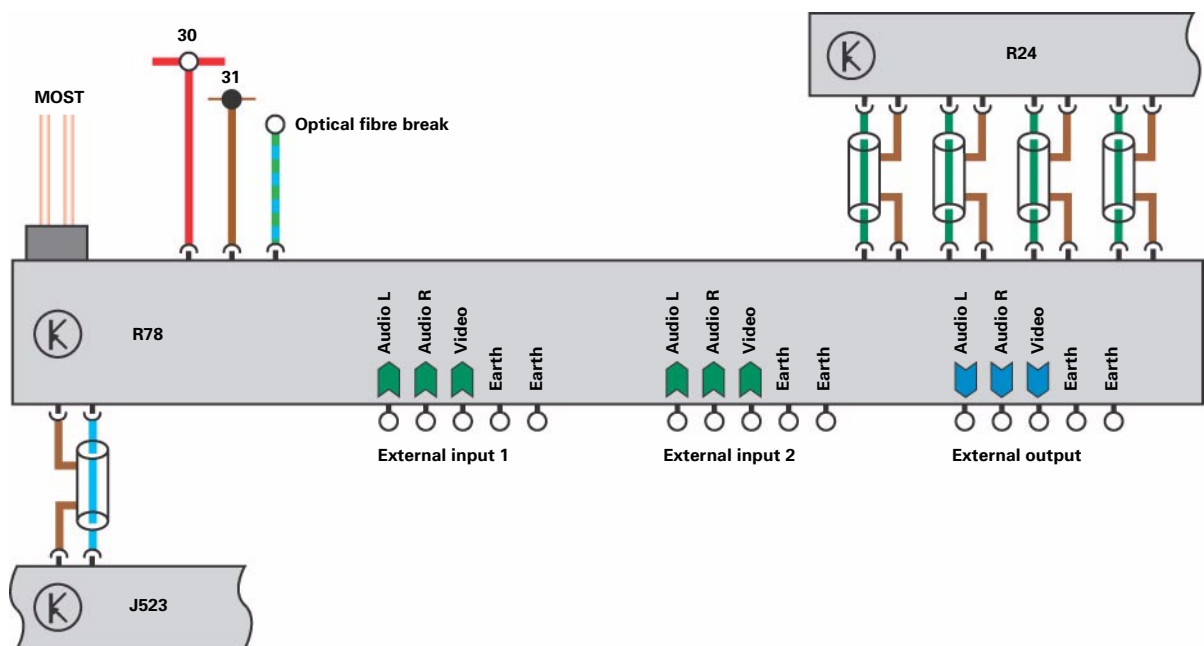 30
R24
31
MOST
Optical fibre break
R78
Audio L
Audio R
Video
Earth
Earth
Audio L
Audio R
Video
Earth
Earth
Audio L
Audio R
Video
Earth
Earth
External input 1
External input 2
External output
J523